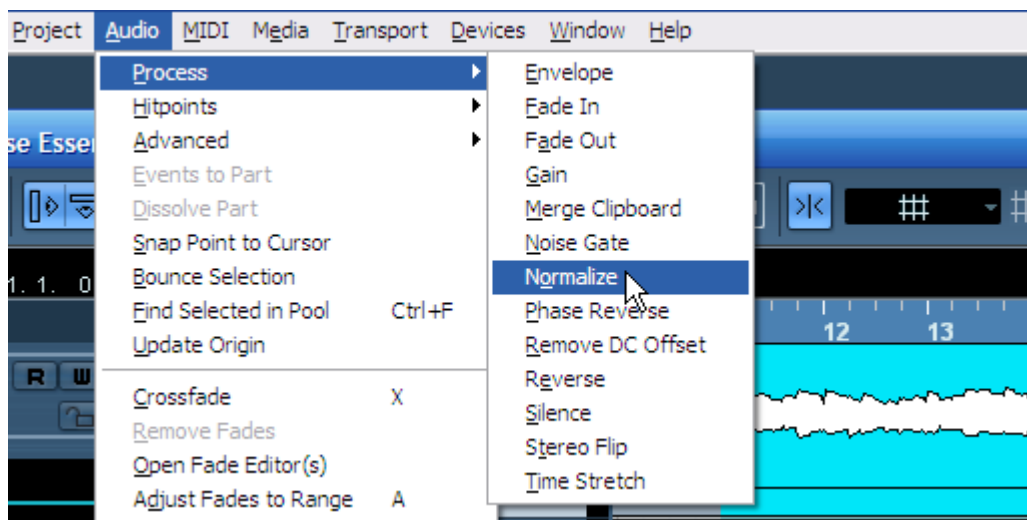 Project Audio MIDI Media Transport Devices Window Help
Process
Hitpoints
Advanced
Events to Part
Dissolve Part
Snap Point to Cursor
Bounce Selection
Find Selected in Pool Ctrl+F
Update Origin
Crossfade X
Remove Fades
Open Fade Editor(s)
Adjust Fades to Range A
Envelope
Fade In
Fade Out
Gain
Merge Clipboard
Noise Gate
Normalize
Phase Reverse
Remove DC Offset
Reverse
Silence
Stereo Flip
Time Stretch
se Esse
1. 1. 0
R W
12 13